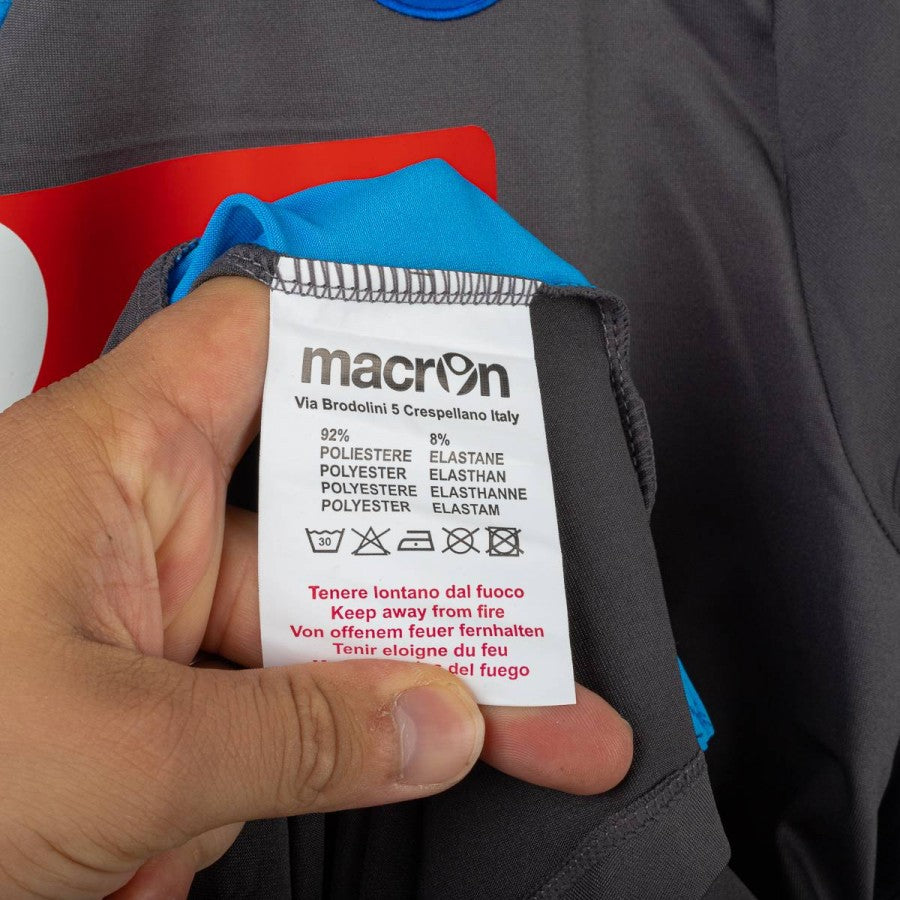 macron
Via Brodolini 5 Crespellano Italy
92% 8%
POLIESTERE ELASTANE
POLYESTER ELASTHAN
POLYESTERE ELASTHANNE
POLYESTER ELASTAM
30
Tenere lontano dal fuoco
Keep away from fire
Von offenem feuer fernhalten
Tenir eloigne du feu
del fuego